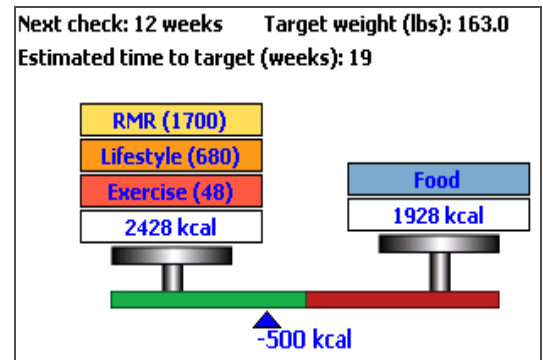 Next check: 12 weeks Target weight (lbs): 163.0
Estimated time to target (weeks): 19
RMR (1700)
Lifestyle (680)
Exercise (48)
2428 kcal
Food
1928 kcal
-500 kcal